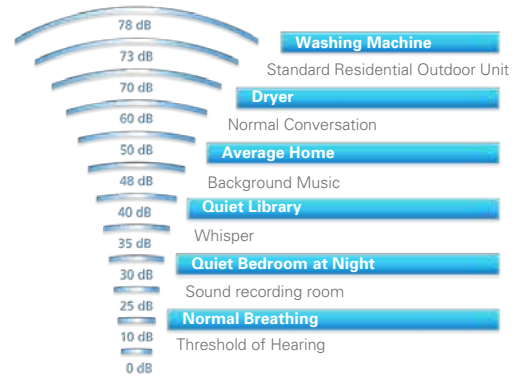 78 dB
Washing Machine
73 dB
Standard Residential Outdoor Unit
70 dB
Dryer
60 dB
Normal Conversation
50 dB
Average Home
48 dB
Background Music
40 dB
Quiet Library
35 dB
Whisper
30 dB
Quiet Bedroom at Night
25 dB
Sound recording room
10 dB
Normal Breathing
0 dB
Threshold of Hearing